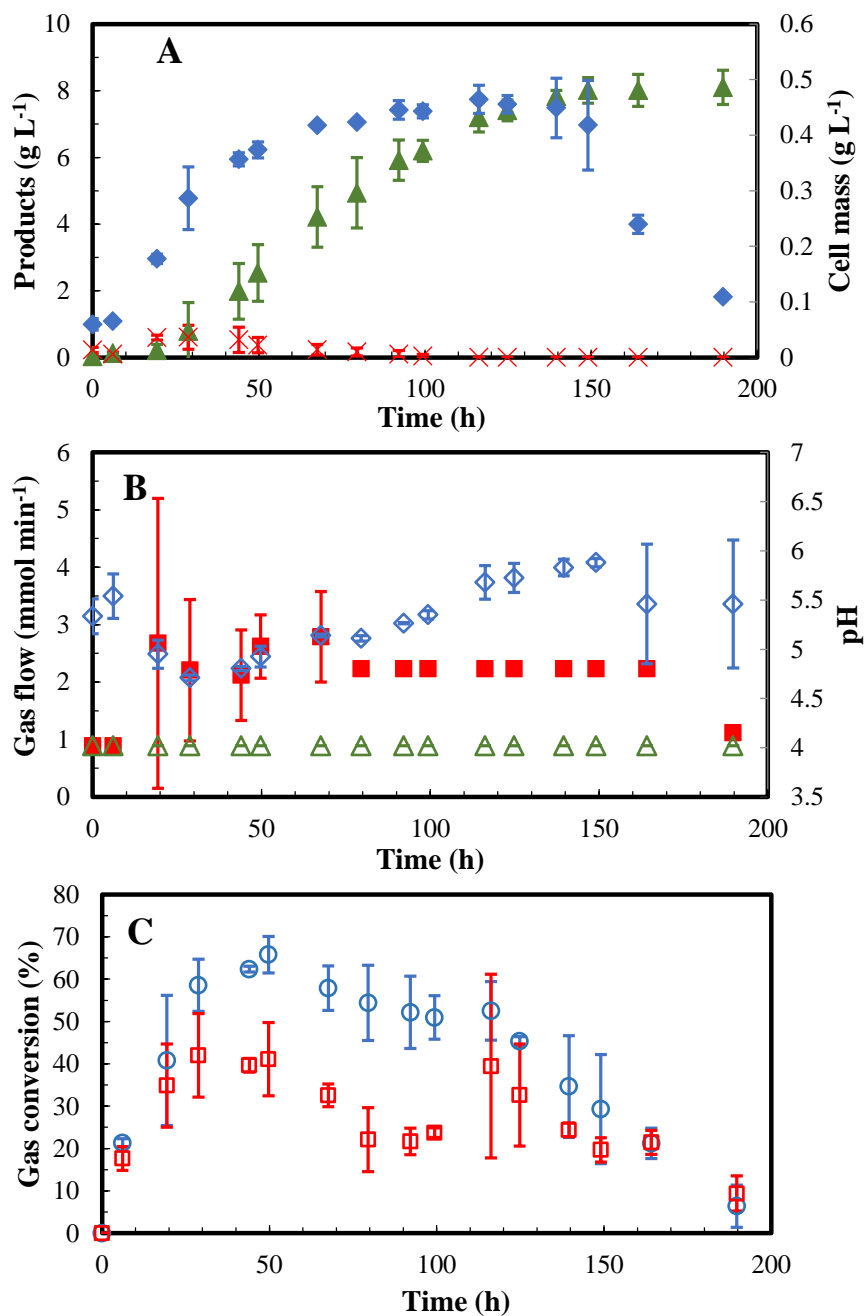 A
Products (g L-1)
10
8
6
4
2
0
Cell mass (g L-1)
0.6
0.5
0.4
0.3
0.2
0.1
0
0 50 100 150 200
Time (h)
B
Gas flow (mmol min-1)
6
5
4
3
2
1
0
pH
7
6.5
6
5.5
5
4.5
4
3.5
0 50 100 150 200
Time (h)
C
Gas conversion (%)
80
70
60
50
40
30
20
10
0
0 50 100 150 200
Time (h)